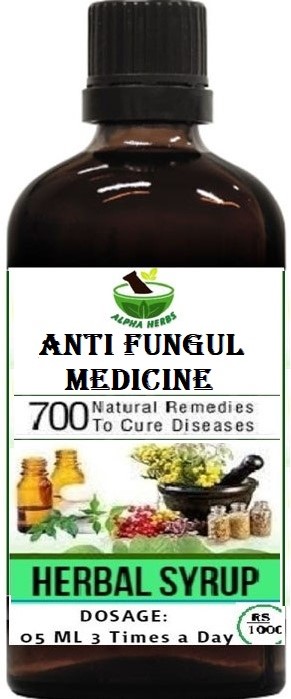 ALPHA HERBS
ANTI FUNGUL
MEDICINE
700 Natural Remedies
To Cure Diseases
HERBAL SYRUP
DOSAGE:
05 ML 3 Times a Day
RS
1000